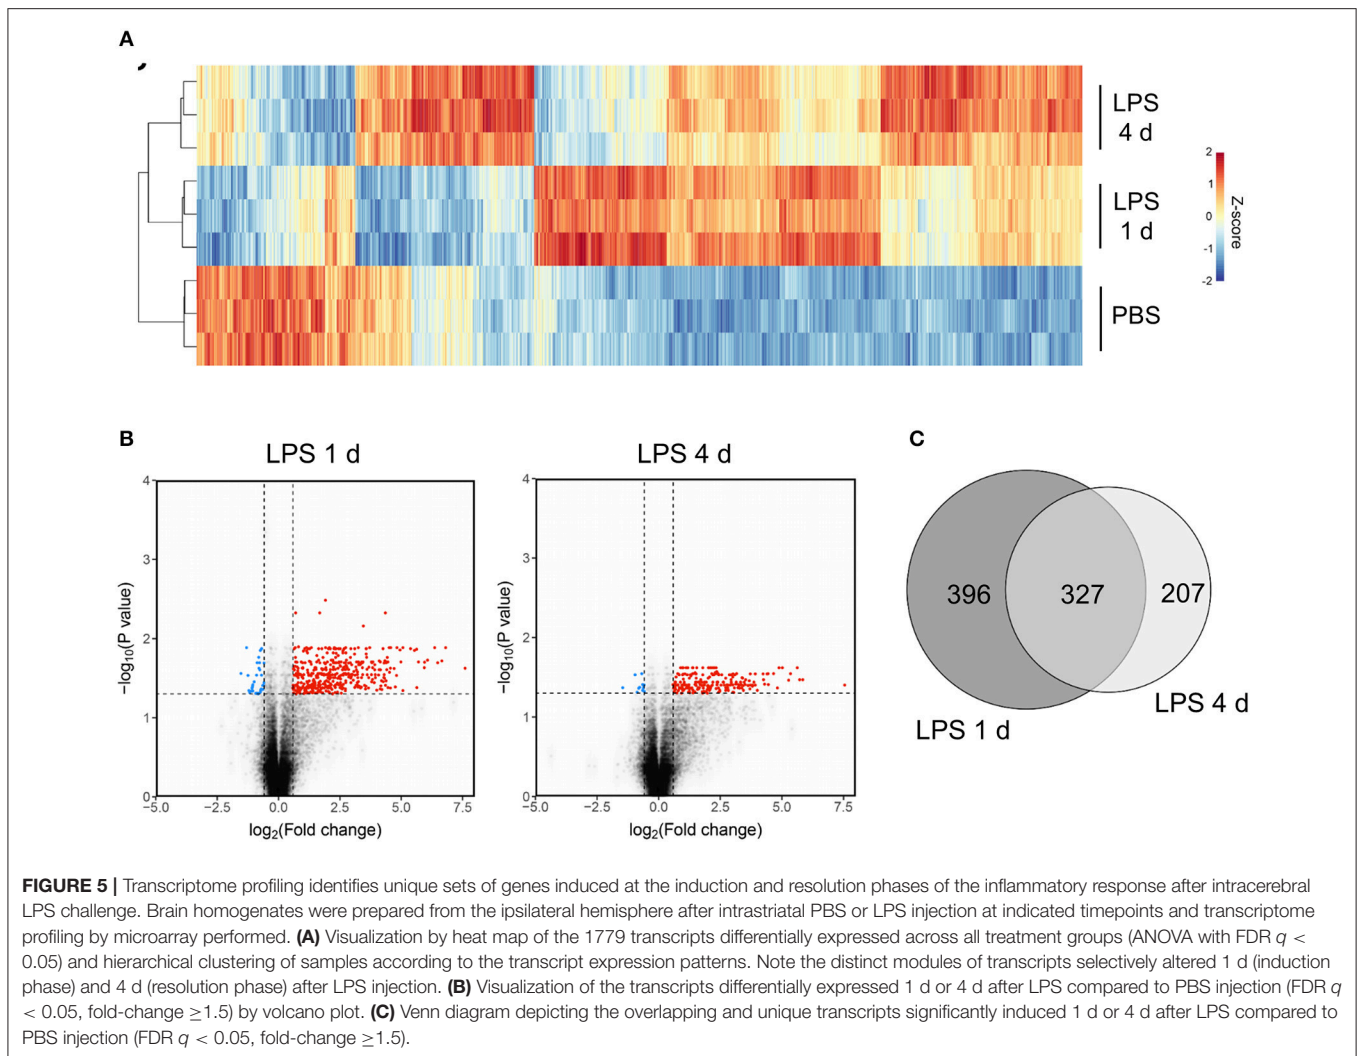 A
LPS
4 d
LPS
1 d
PBS
2
1
0
-1
-2
Z-score
B
LPS 1 d
4
3
2
1
0
−log10(P value)
−5.0
−2.5
0.0
2.5
5.0
7.5
log2(Fold change)
LPS 4 d
4
3
2
1
0
−log10(P value)
−5.0
−2.5
0.0
2.5
5.0
7.5
log2(Fold change)
C
396
327
207
LPS 1 d
LPS 4 d
FIGURE 5 | Transcriptome profiling identifies unique sets of genes induced at the induction and resolution phases of the inflammatory response after intracerebral
LPS challenge. Brain homogenates were prepared from the ipsilateral hemisphere after intrastriatal PBS or LPS injection at indicated timepoints and transcriptome
profiling by microarray performed. (A) Visualization by heat map of the 1779 transcripts differentially expressed across all treatment groups (ANOVA with FDR q <
0.05) and hierarchical clustering of samples according to the transcript expression patterns. Note the distinct modules of transcripts selectively altered 1 d (induction
phase) and 4 d (resolution phase) after LPS injection. (B) Visualization of the transcripts differentially expressed 1 d or 4 d after LPS compared to PBS injection (FDR q
< 0.05, fold-change ≥1.5) by volcano plot. (C) Venn diagram depicting the overlapping and unique transcripts significantly induced 1 d or 4 d after LPS compared to
PBS injection (FDR q < 0.05, fold-change ≥1.5).